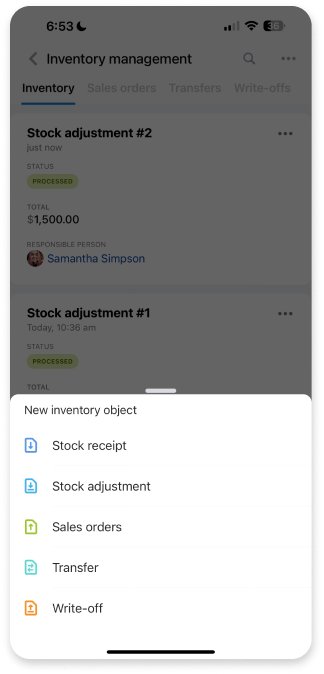 6:53
36
Inventory management
Inventory Sales orders Transfers Write-offs
Stock adjustment #2
just now
STATUS
PROCESSED
TOTAL
$1,500.00
RESPONSIBLE PERSON
Samantha Simpson
Stock adjustment #1
Today, 10:36 am
STATUS
PROCESSED
TOTAL
New inventory object
Stock receipt
Stock adjustment
Sales orders
Transfer
Write-off